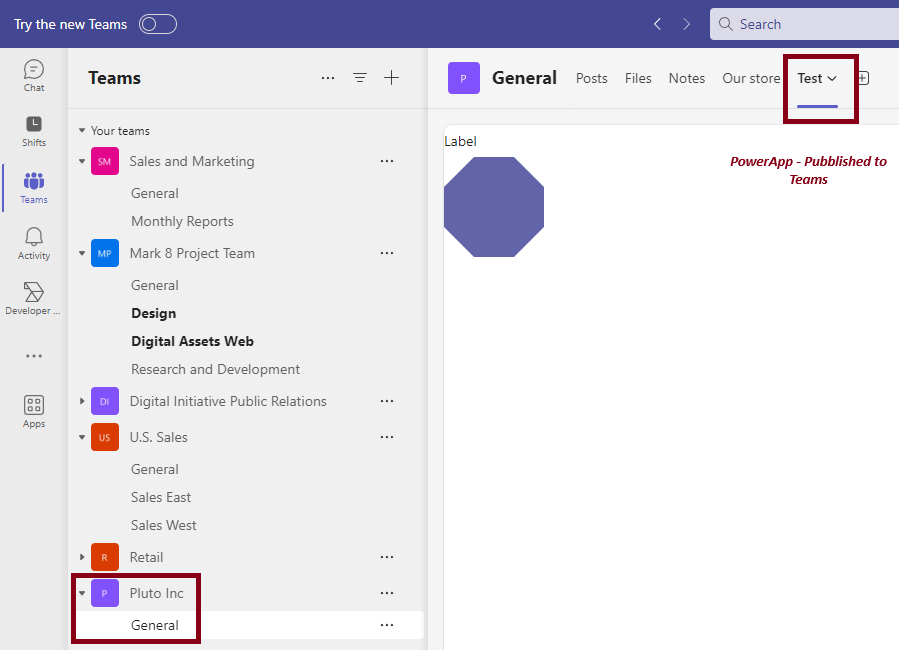 Try the new Teams
Search
Chat
Shifts
Teams
Activity
Developer ...
Apps
Teams
Your teams
SM Sales and Marketing
General
Monthly Reports
MP Mark 8 Project Team
General
Design
Digital Assets Web
Research and Development
DI Digital Initiative Public Relations
US U.S. Sales
General
Sales East
Sales West
R Retail
P Pluto Inc
General
P General Posts Files Notes Our store Test
Label
PowerApp - Pubblished to
Teams